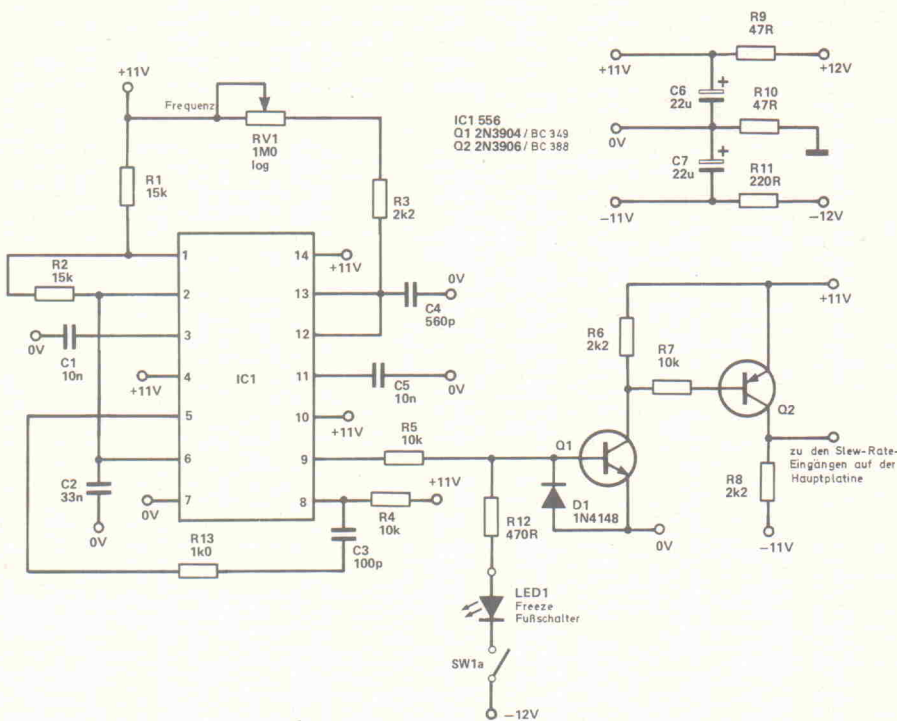 +11V
Frequenz
RV1
1M0
log
R1
15k
R3
2k2
R2
15k
1
2
3
4
5
6
7
14
13
12
11
10
9
8
IC1
+11V
0V
C4
560p
0V
C1
10n
+11V
C5
10n
0V
+11V
C2
33n
0V
0V
R5
10k
+11V
R4
10k
C3
100p
R13
1k0
IC1 556
Q1 2N3904 / BC 349
Q2 2N3906 / BC 388
+11V
R9
47R
+12V
C6
22u
+
R10
47R
0V
C7
22u
+
R11
220R
−11V
−12V
+11V
R6
2k2
R7
10k
Q1
Q2
zu den Slew-Rate-
Eingängen auf der
Hauptplatine
D1
1N4148
R8
2k2
0V
−11V
R12
470R
LED1
Freeze
Fußschalter
SW1a
−12V